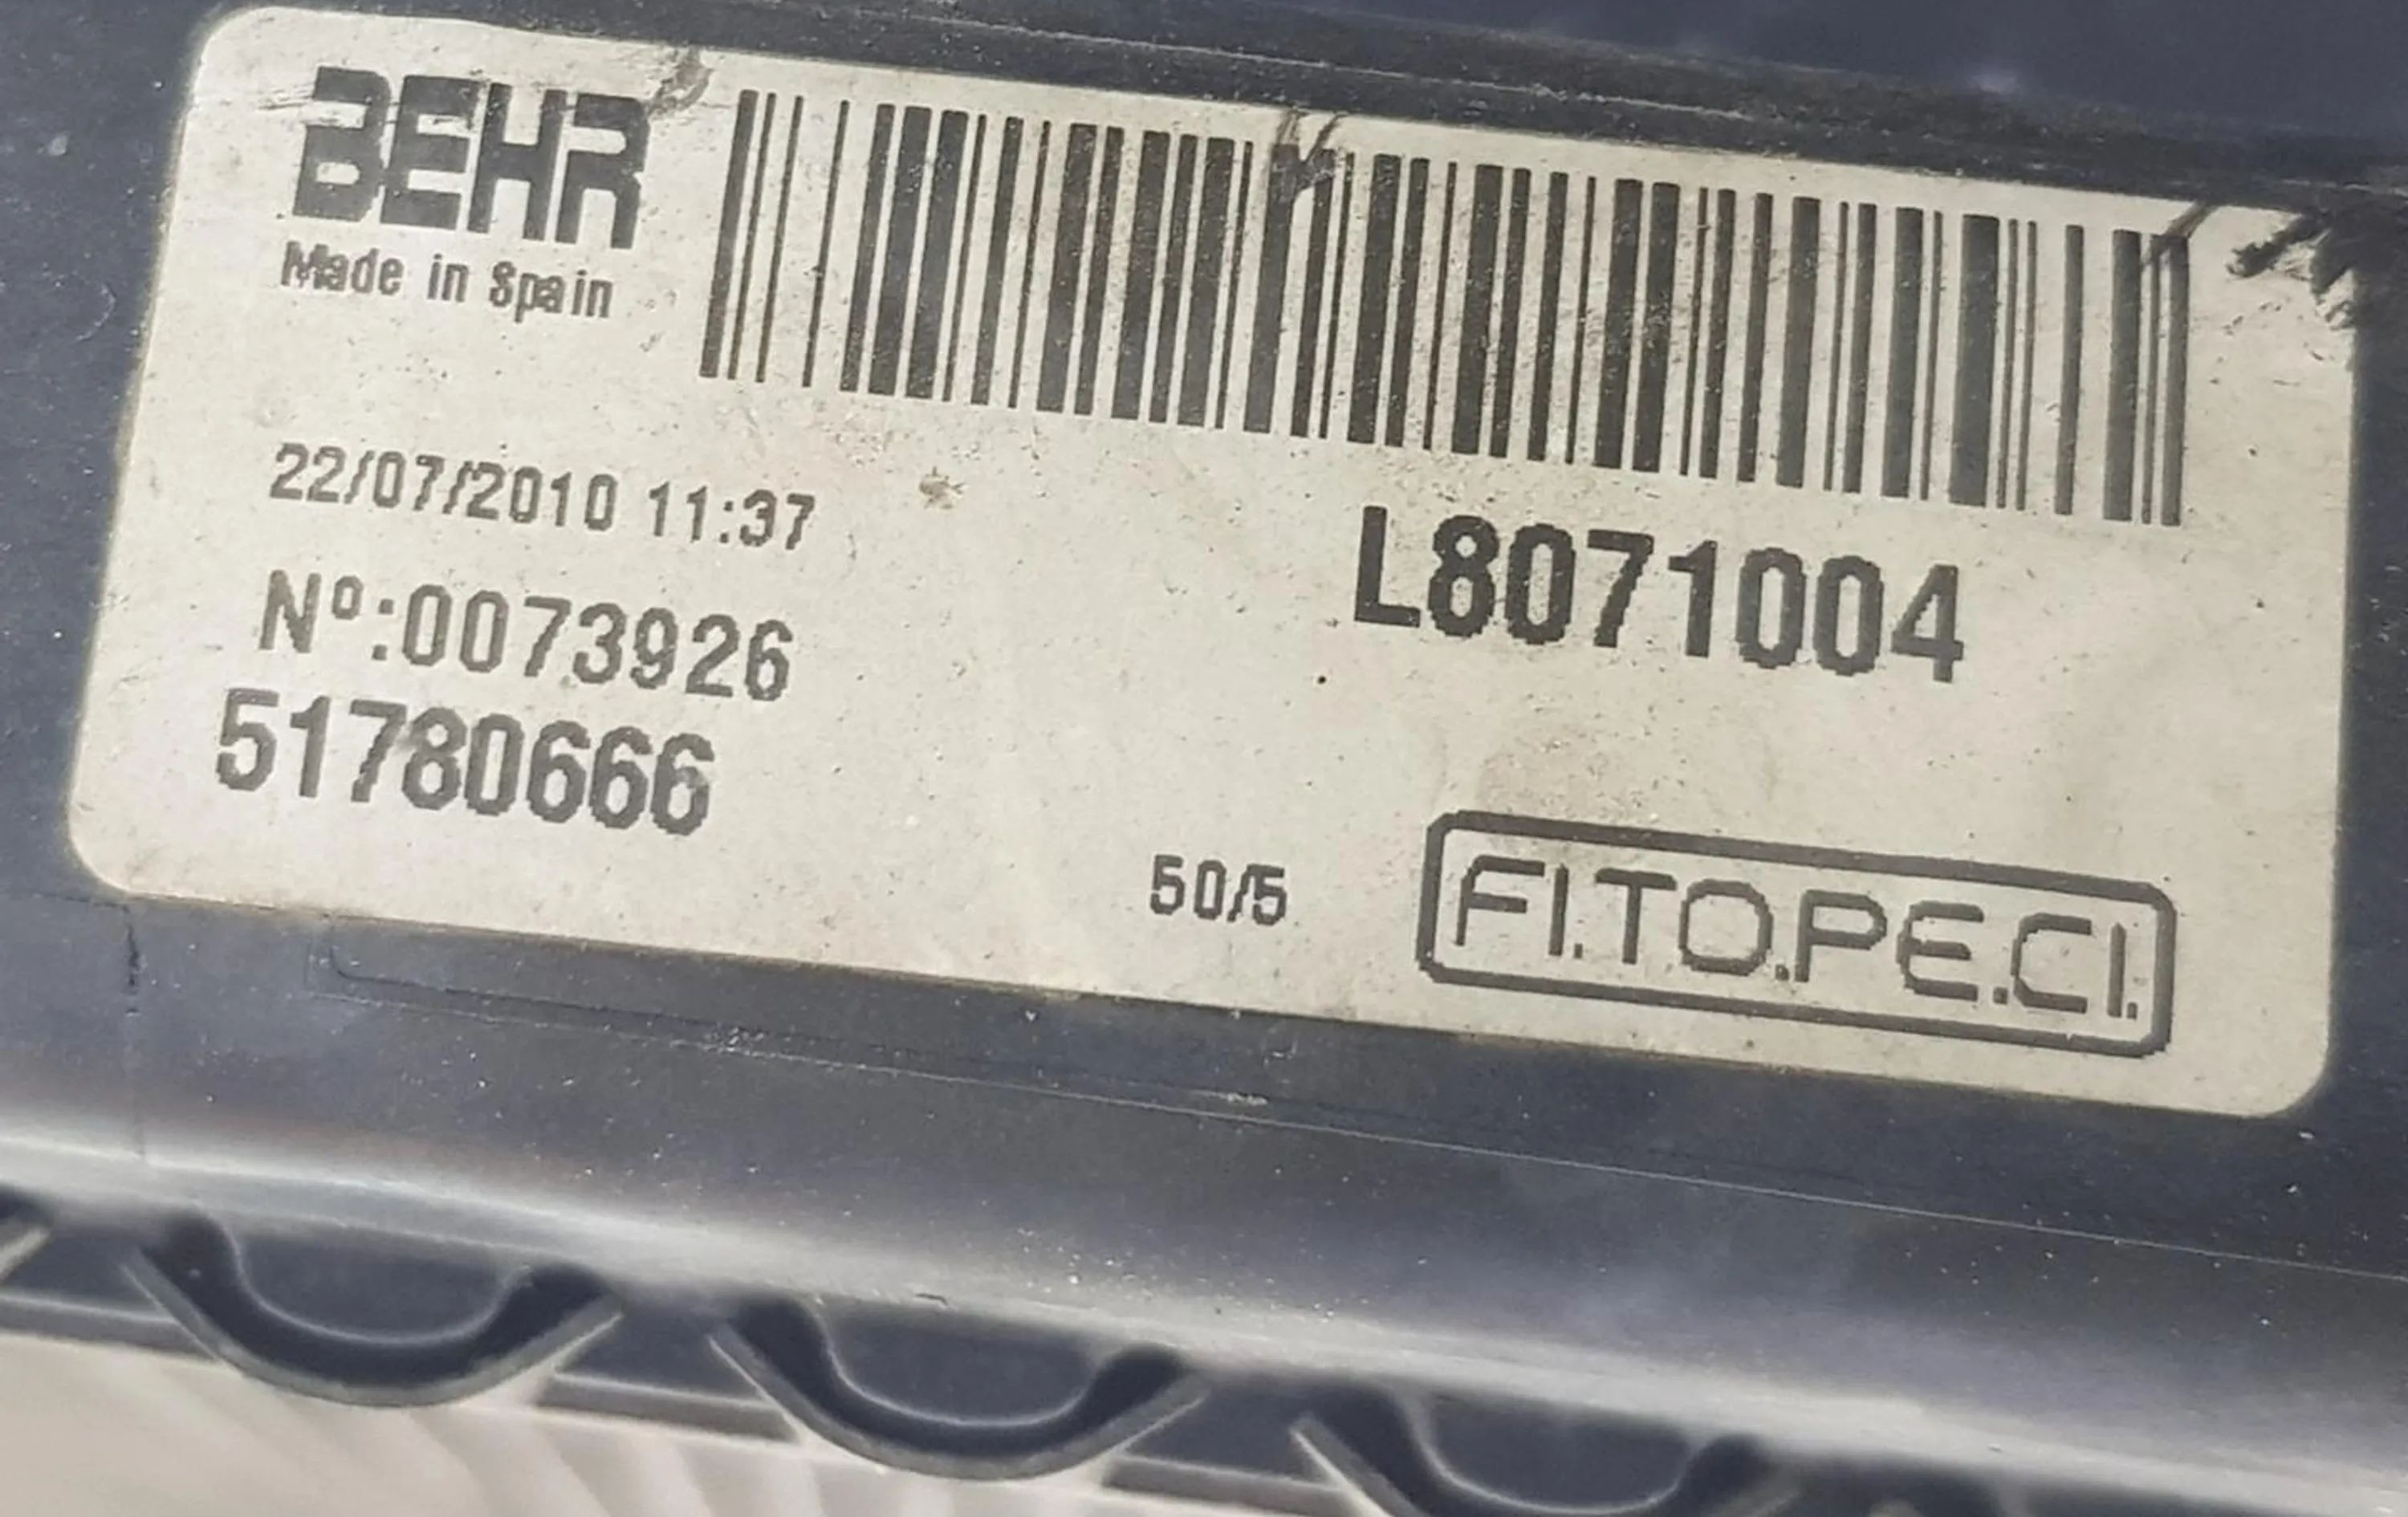 BEHR
Made in Spain
22/07/2010 11:37
Nº:0073926
51780666
L8071004
50/5
FI.TO.PE.CI.